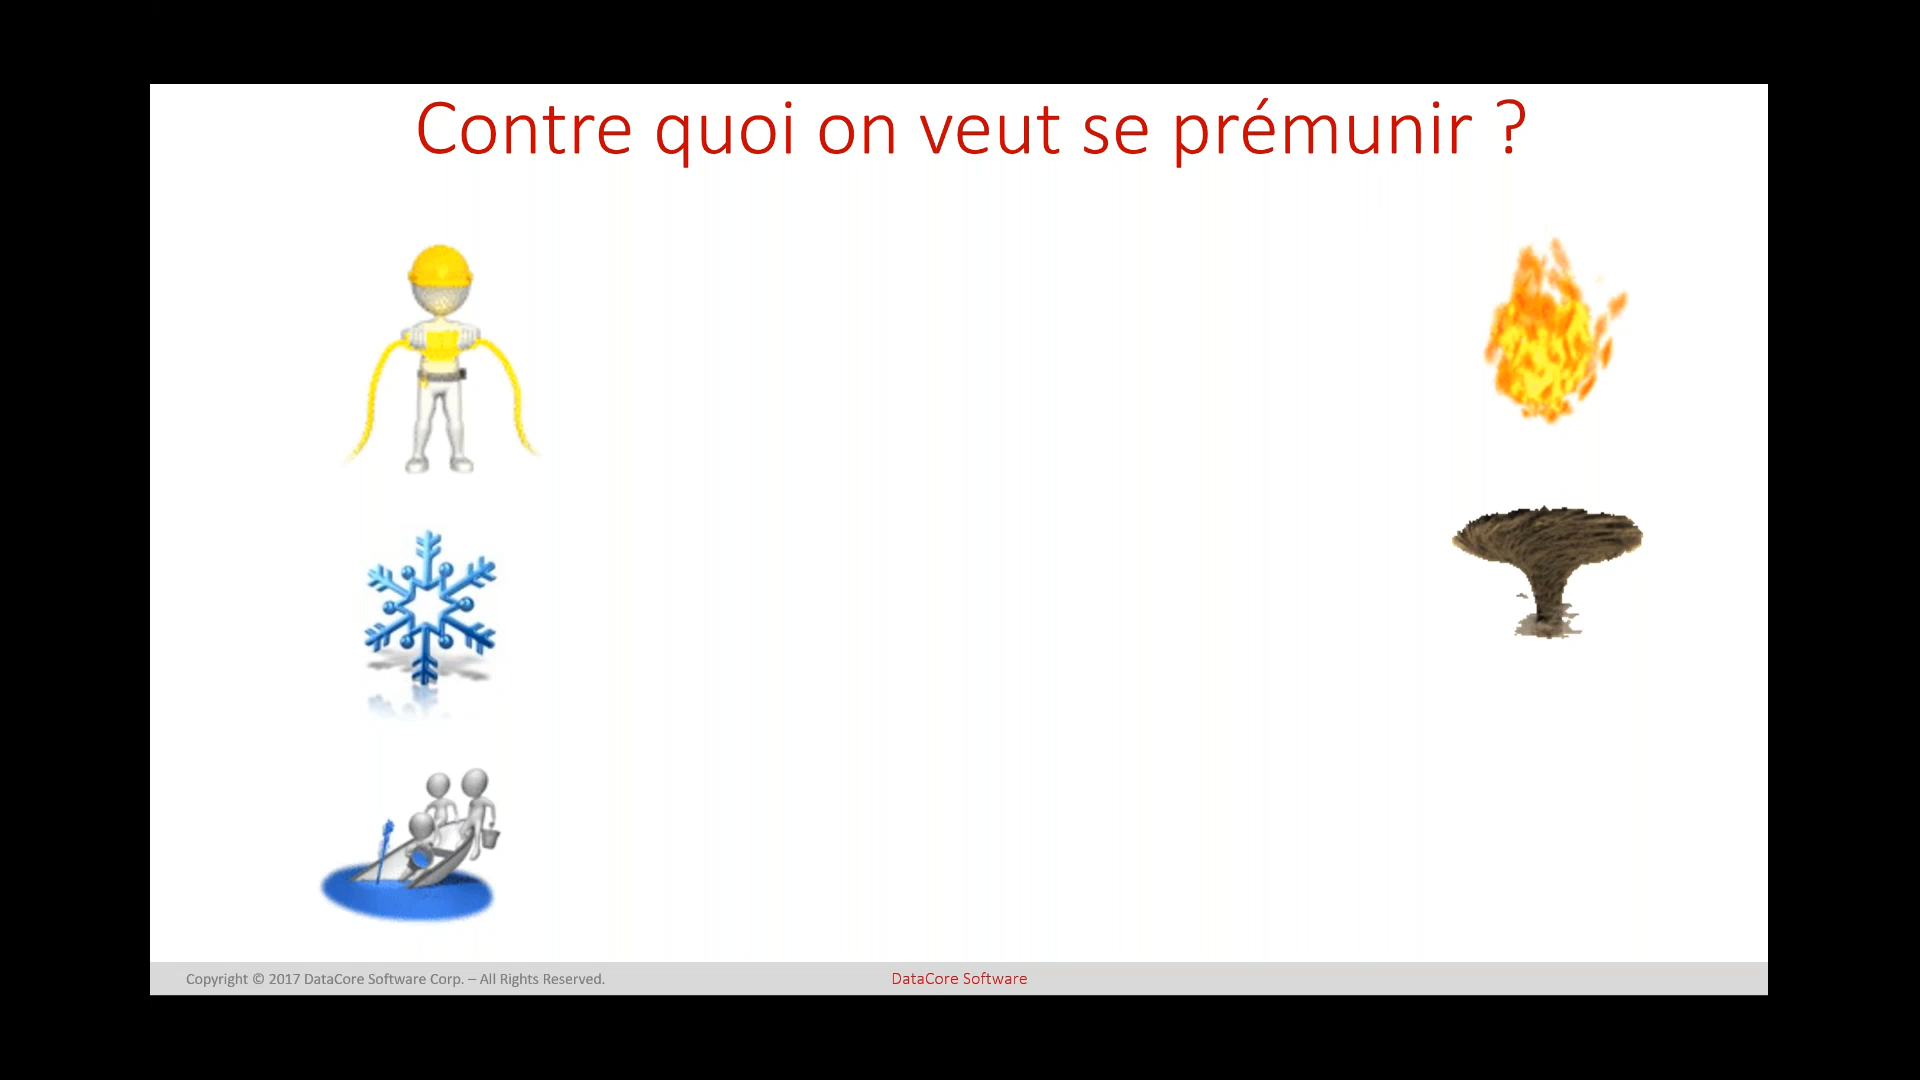 Contre quoi on veut se prémunir ?
Copyright © 2017 DataCore Software Corp. – All Rights Reserved.
DataCore Software